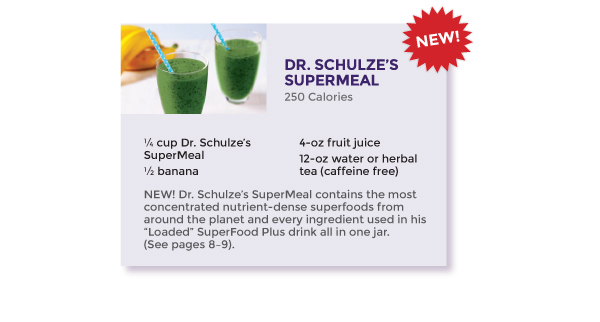 NEW!
DR. SCHULZE'S
SUPERMEAL
250 Calories
¼ cup Dr. Schulze's
SuperMeal
½ banana
4-oz fruit juice
12-oz water or herbal
tea (caffeine free)
NEW! Dr. Schulze's SuperMeal contains the most
concentrated nutrient-dense superfoods from
around the planet and every ingredient used in his
“Loaded” SuperFood Plus drink all in one jar.
(See pages 8–9).